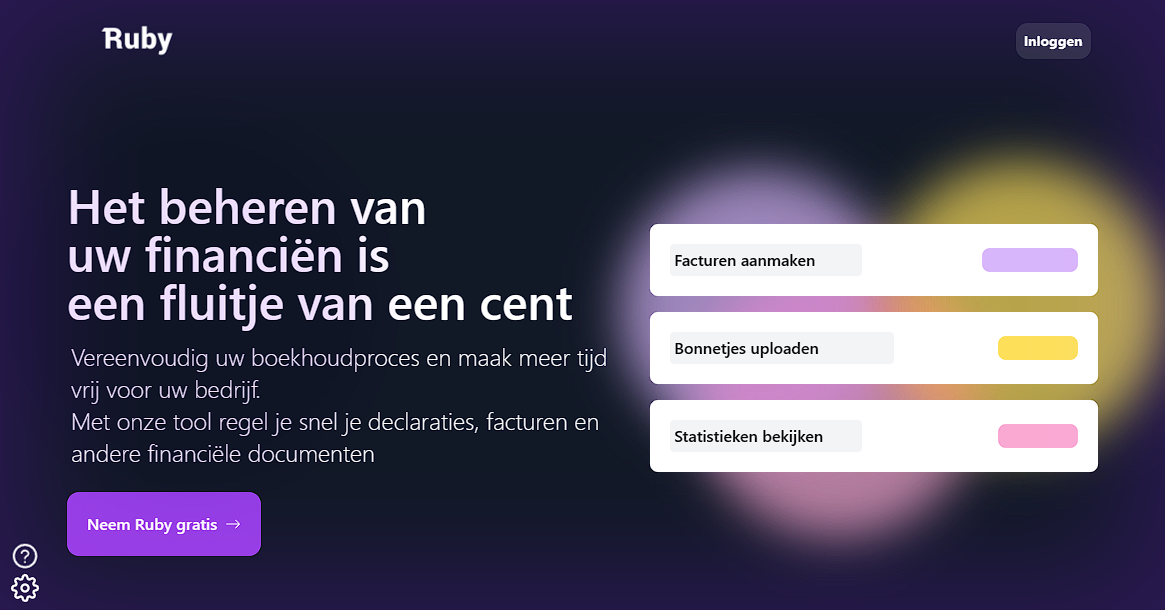 Ruby
Inloggen
Het beheren van
uw financiën is
een fluitje van een cent
Vereenvoudig uw boekhoudproces en maak meer tijd
vrij voor uw bedrijf.
Met onze tool regel je snel je declaraties, facturen en
andere financiële documenten
Neem Ruby gratis →
Facturen aanmaken
Bonnetjes uploaden
Statistieken bekijken
?